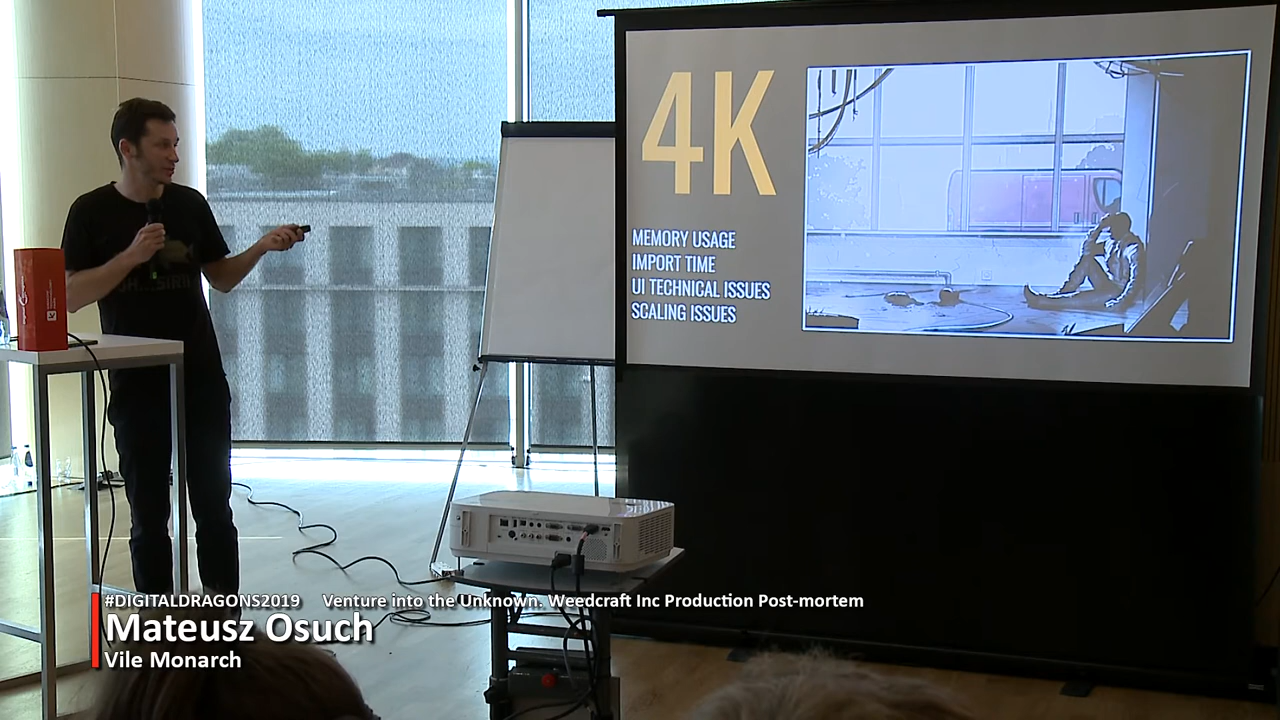 4K
MEMORY USAGE
IMPORT TIME
UI TECHNICAL ISSUES
SCALING ISSUES
#DIGITALDRAGONS2019 Venture into the Unknown. Weedcraft Inc Production Post-mortem
Mateusz Osuch
Vile Monarch